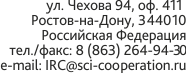 ул. Чехова 94, оф. 411
Ростов-на-Дону, 344010
Российская Федерация
тел./факс: 8 (863) 264-94-30
e-mail: IRC@sci-cooperation.ru